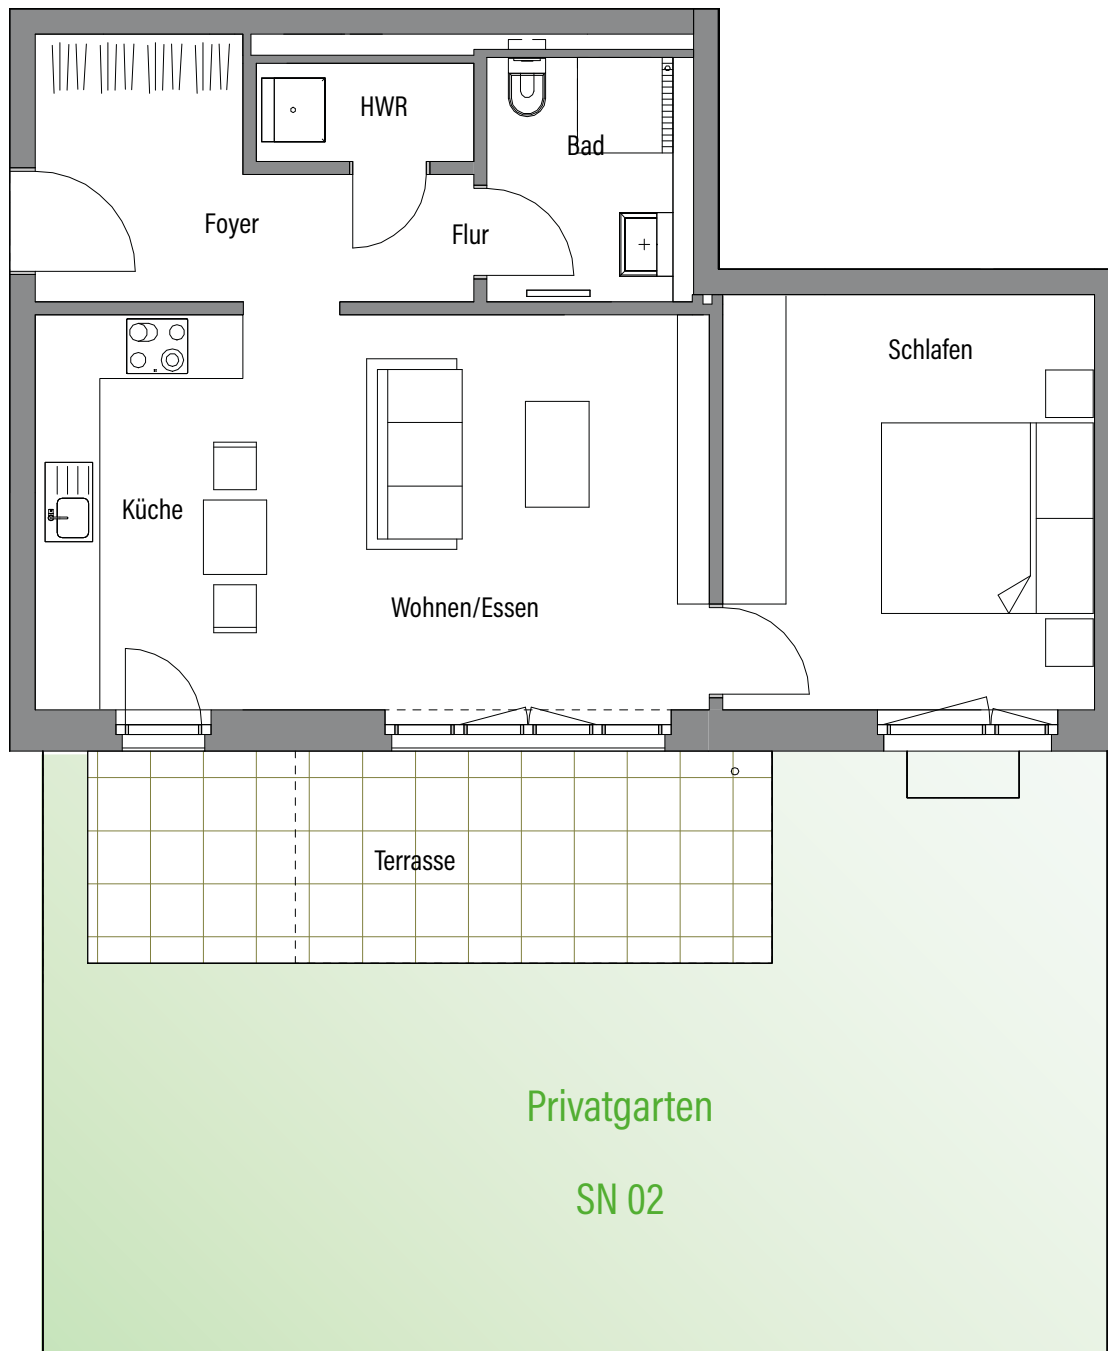 HWR
Bad
Foyer
Flur
Schlafen
Küche
Wohnen/Essen
Terrasse
Privatgarten
SN 02